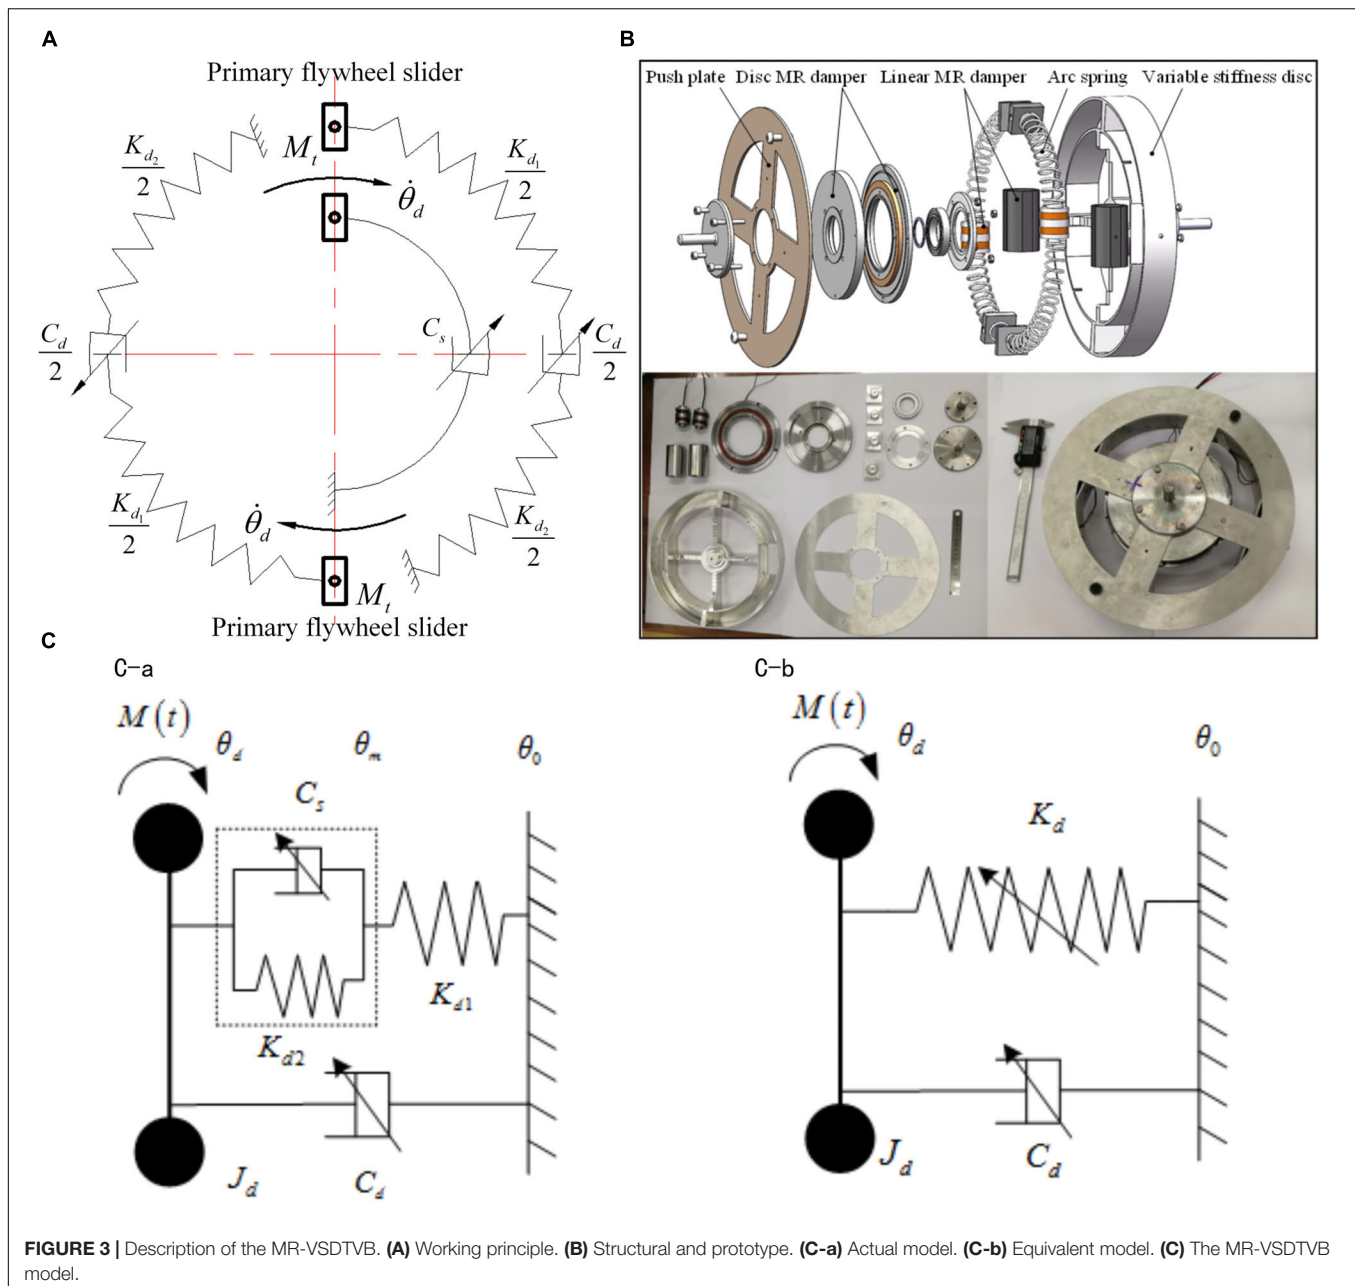 A
Primary flywheel slider
K_{d_2}/2
M_t
K_{d_1}/2
\dot{θ}_d
C_d/2
C_s
C_d/2
K_{d_1}/2
\dot{θ}_d
K_{d_2}/2
M_t
Primary flywheel slider
B
Push plate Disc MR damper Linear MR damper Arc spring Variable stiffness disc
C
C-a
M(t)
θ_d θ_m θ_0
C_s
K_{d2}
K_{d1}
J_d
C_d
C-b
M(t)
θ_d θ_0
K_d
J_d
C_d
FIGURE 3 | Description of the MR-VSDTVB. (A) Working principle. (B) Structural and prototype. (C-a) Actual model. (C-b) Equivalent model. (C) The MR-VSDTVB
model.